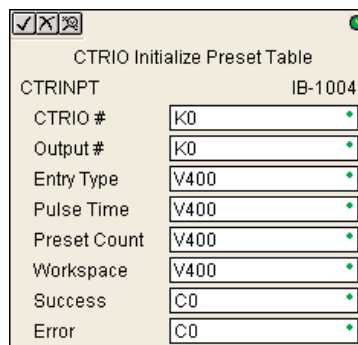 CTRIO Initialize Preset Table
CTRINPT IB-1004
CTRIO # K0
Output # K0
Entry Type V400
Pulse Time V400
Preset Count V400
Workspace V400
Success C0
Error C0